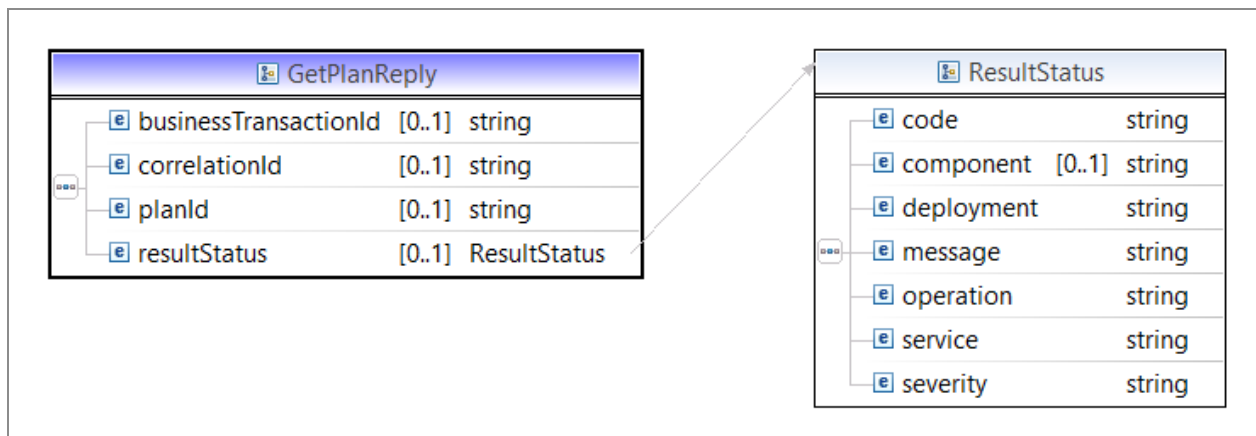 GetPlanReply
businessTransactionId [0..1] string
correlationId [0..1] string
planId [0..1] string
resultStatus [0..1] ResultStatus
ResultStatus
code string
component [0..1] string
deployment string
message string
operation string
service string
severity string